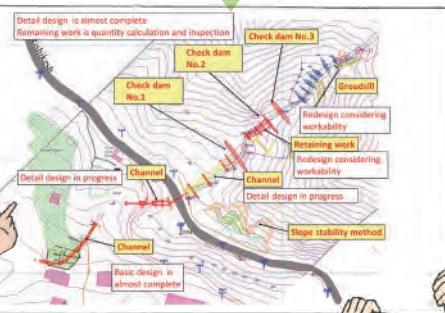 Detail design is almost complete
Remaining work is quantity calculation and inspection
Check dam No.3
Check dam
No.2
Check dam
No.1
Groudsill
Redesign considering
workability
Retaining work
Redesign considering
workability
Detail design in progress
Channel
Channel
Detail design in progress
Slope stability method
Channel
Basic design is
almost complete